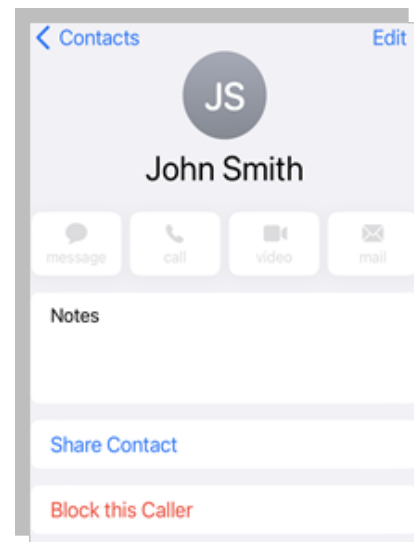 Contacts Edit
JS
John Smith
message call video mail
Notes
Share Contact
Block this Caller